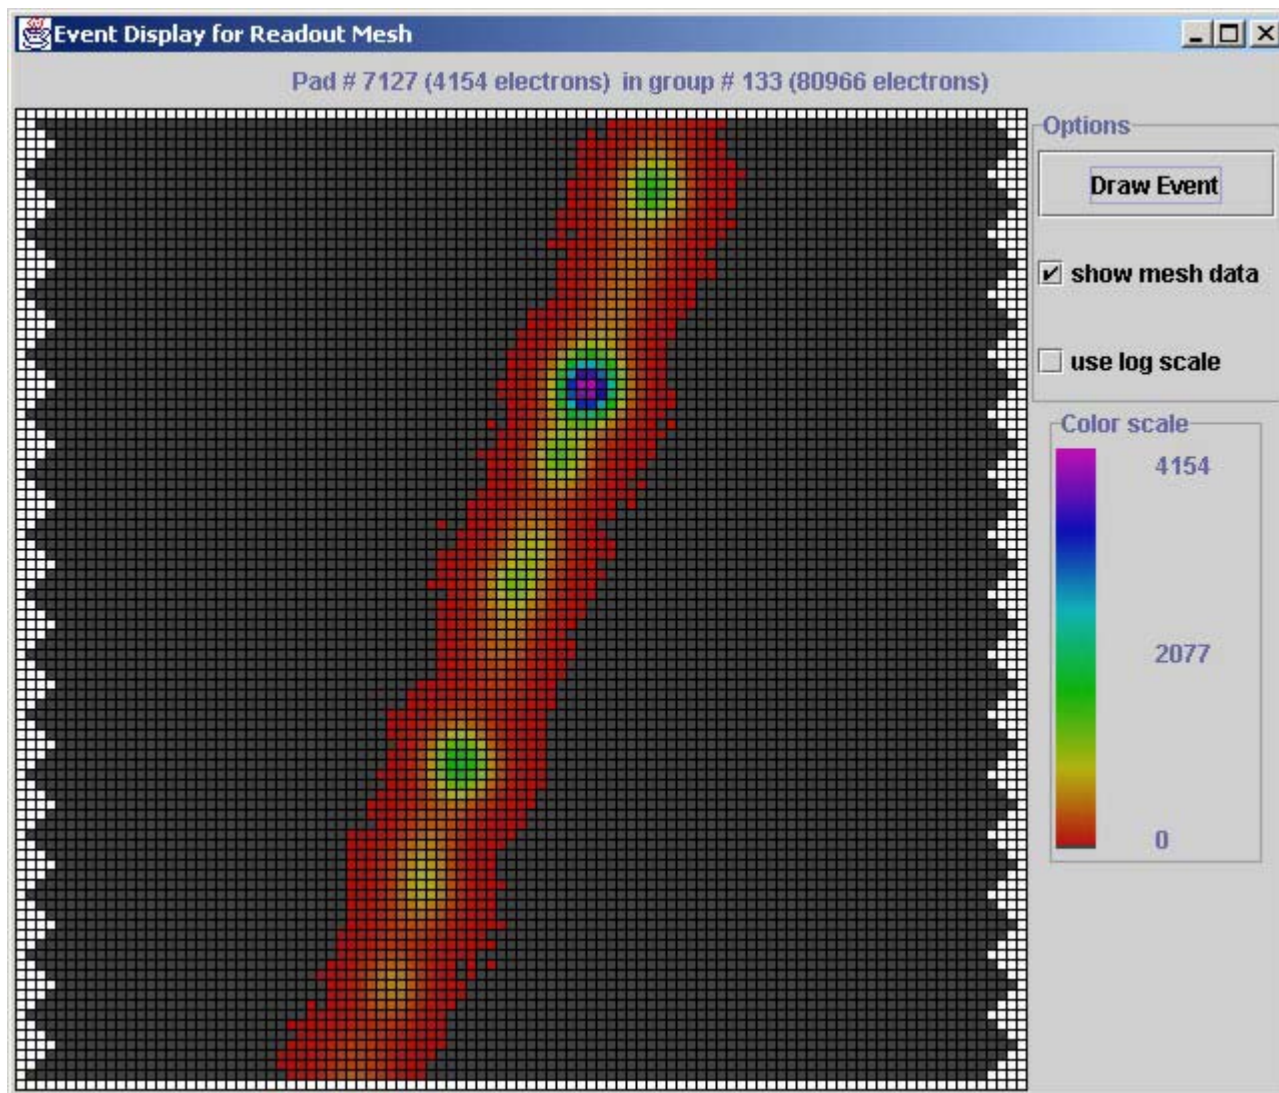 Event Display for Readout Mesh
Pad # 7127 (4154 electrons)  in group # 133 (80966 electrons)
Options
Draw Event
show mesh data
use log scale
Color scale
4154
2077
0